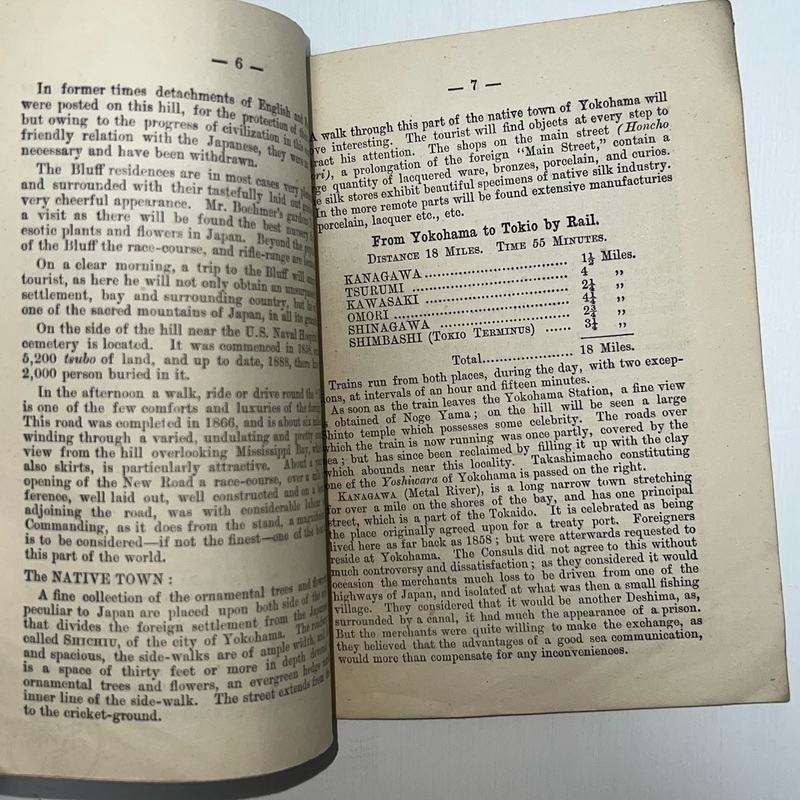 — 6 —
In former times detachments of English and
were posted on this hill, for the protection of
but owing to the progress of civilization in this
friendly relation with the Japanese, they were
necessary and have been withdrawn.
The Bluff residences are in most cases very
and surrounded with their tastefully laid out
very cheerful appearance. Mr. Boehmer's garden
a visit as there will be found the best nursery
esotic plants and flowers in Japan. Beyond the
of the Bluff the race-course, and rifle-range are
On a clear morning, a trip to the Bluff will
tourist, as here he will not only obtain an
settlement, bay and surrounding country, but
one of the sacred mountains of Japan, in all its
On the side of the hill near the U.S. Naval
cemetery is located. It was commenced in
5,200 tsubo of land, and up to date, 1888, there
2,000 person buried in it.
In the afternoon a walk, ride or drive round the
is one of the few comforts and luxuries of the
This road was completed in 1866, and is about six
winding through a varied, undulating and pretty
view from the hill overlooking Mississippi Bay,
also skirts, is particularly attractive. About a
opening of the New Road a race-course, over a
ference, well laid out, well constructed and on a
adjoining the road, was with considerable labour
Commanding, as it does from the stand, a
is to be considered—if not the finest—one of the
this part of the world.
The NATIVE TOWN :
A fine collection of the ornamental trees and
peculiar to Japan are placed upon both side of the
that divides the foreign settlement from the Japanese
called SHICHIU, of the city of Yokohama. The
and spacious, the side-walks are of ample width,
is a space of thirty feet or more in depth
ornamental trees and flowers, an evergreen hedge
inner line of the side-walk. The street extends from
to the cricket-ground.
— 7 —
A walk through this part of the native town of Yokohama will
interesting. The tourist will find objects at every step to
his attention. The shops on the main street (Honcho
a prolongation of the foreign "Main Street," contain a
quantity of lacquered ware, bronzes, porcelain, and curios.
silk stores exhibit beautiful specimens of native silk industry.
In the more remote parts will be found extensive manufactories
porcelain, lacquer etc., etc.
From Yokohama to Tokio by Rail.
DISTANCE 18 MILES. TIME 55 MINUTES.
KANAGAWA........................ 1½ Miles.
TSURUMI ........................ 4 „
KAWASAKI ........................ 2¼ „
OMORI ........................ 4¼ „
SHINAGAWA ........................ 2¾ „
SHIMBASHI (TOKIO TERMINUS) ...... 3¼ „
Total............... 18 Miles.
Trains run from both places, during the day, with two excep-
ions, at intervals of an hour and fifteen minutes.
As soon as the train leaves the Yokohama Station, a fine view
s obtained of Noge Yama; on the hill will be seen a large
Shinto temple which possesses some celebrity. The roads over
which the train is now running was once partly, covered by the
sea; but has since been reclaimed by filling it up with the clay
which abounds near this locality. Takashimacho constituting
one of the Yoshiwara of Yokohama is passed on the right.
KANAGAWA (Metal River), is a long narrow town stretching
for over a mile on the shores of the bay, and has one principal
street, which is a part of the Tokaido. It is celebrated as being
the place originally agreed upon for a treaty port. Foreigners
lived here as far back as 1858; but were afterwards requested to
reside at Yokohama. The Consuls did not agree to this without
much controversy and dissatisfaction; as they considered it would
occasion the merchants much loss to be driven from one of the
highways of Japan, and isolated at what was then a small fishing
village. They considered that it would be another Deshima, as,
surrounded by a canal, it had much the appearance of a prison.
But the merchants were quite willing to make the exchange, as
they believed that the advantages of a good sea communication,
would more than compensate for any inconveniences.